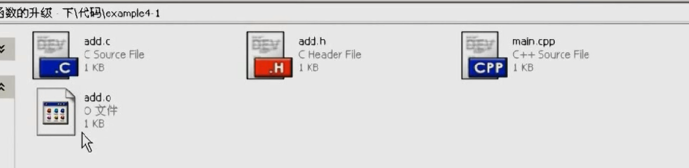 函数的升级 - 下\代码\example4-1
add.c
C Source File
1 KB
.C
add.h
C Header File
1 KB
.H
main.cpp
C++ Source File
1 KB
CPP
add.o
O 文件
1 KB